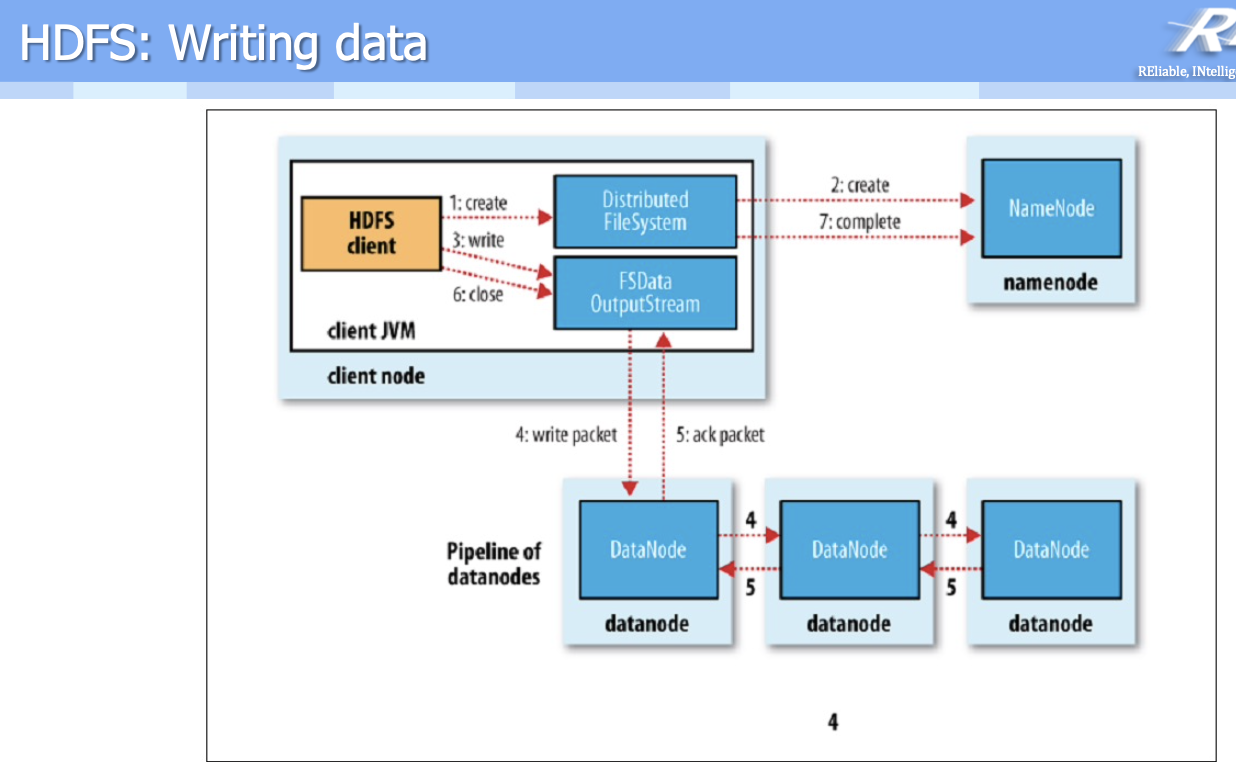 HDFS: Writing data
REliable, INtellig
1: create
Distributed
FileSystem
2: create
NameNode
HDFS
client
3: write
7: complete
6: close
FSData
OutputStream
namenode
client JVM
client node
4: write packet
5: ack packet
4
4
Pipeline of
datanodes
DataNode
DataNode
DataNode
5
5
datanode
datanode
datanode
4